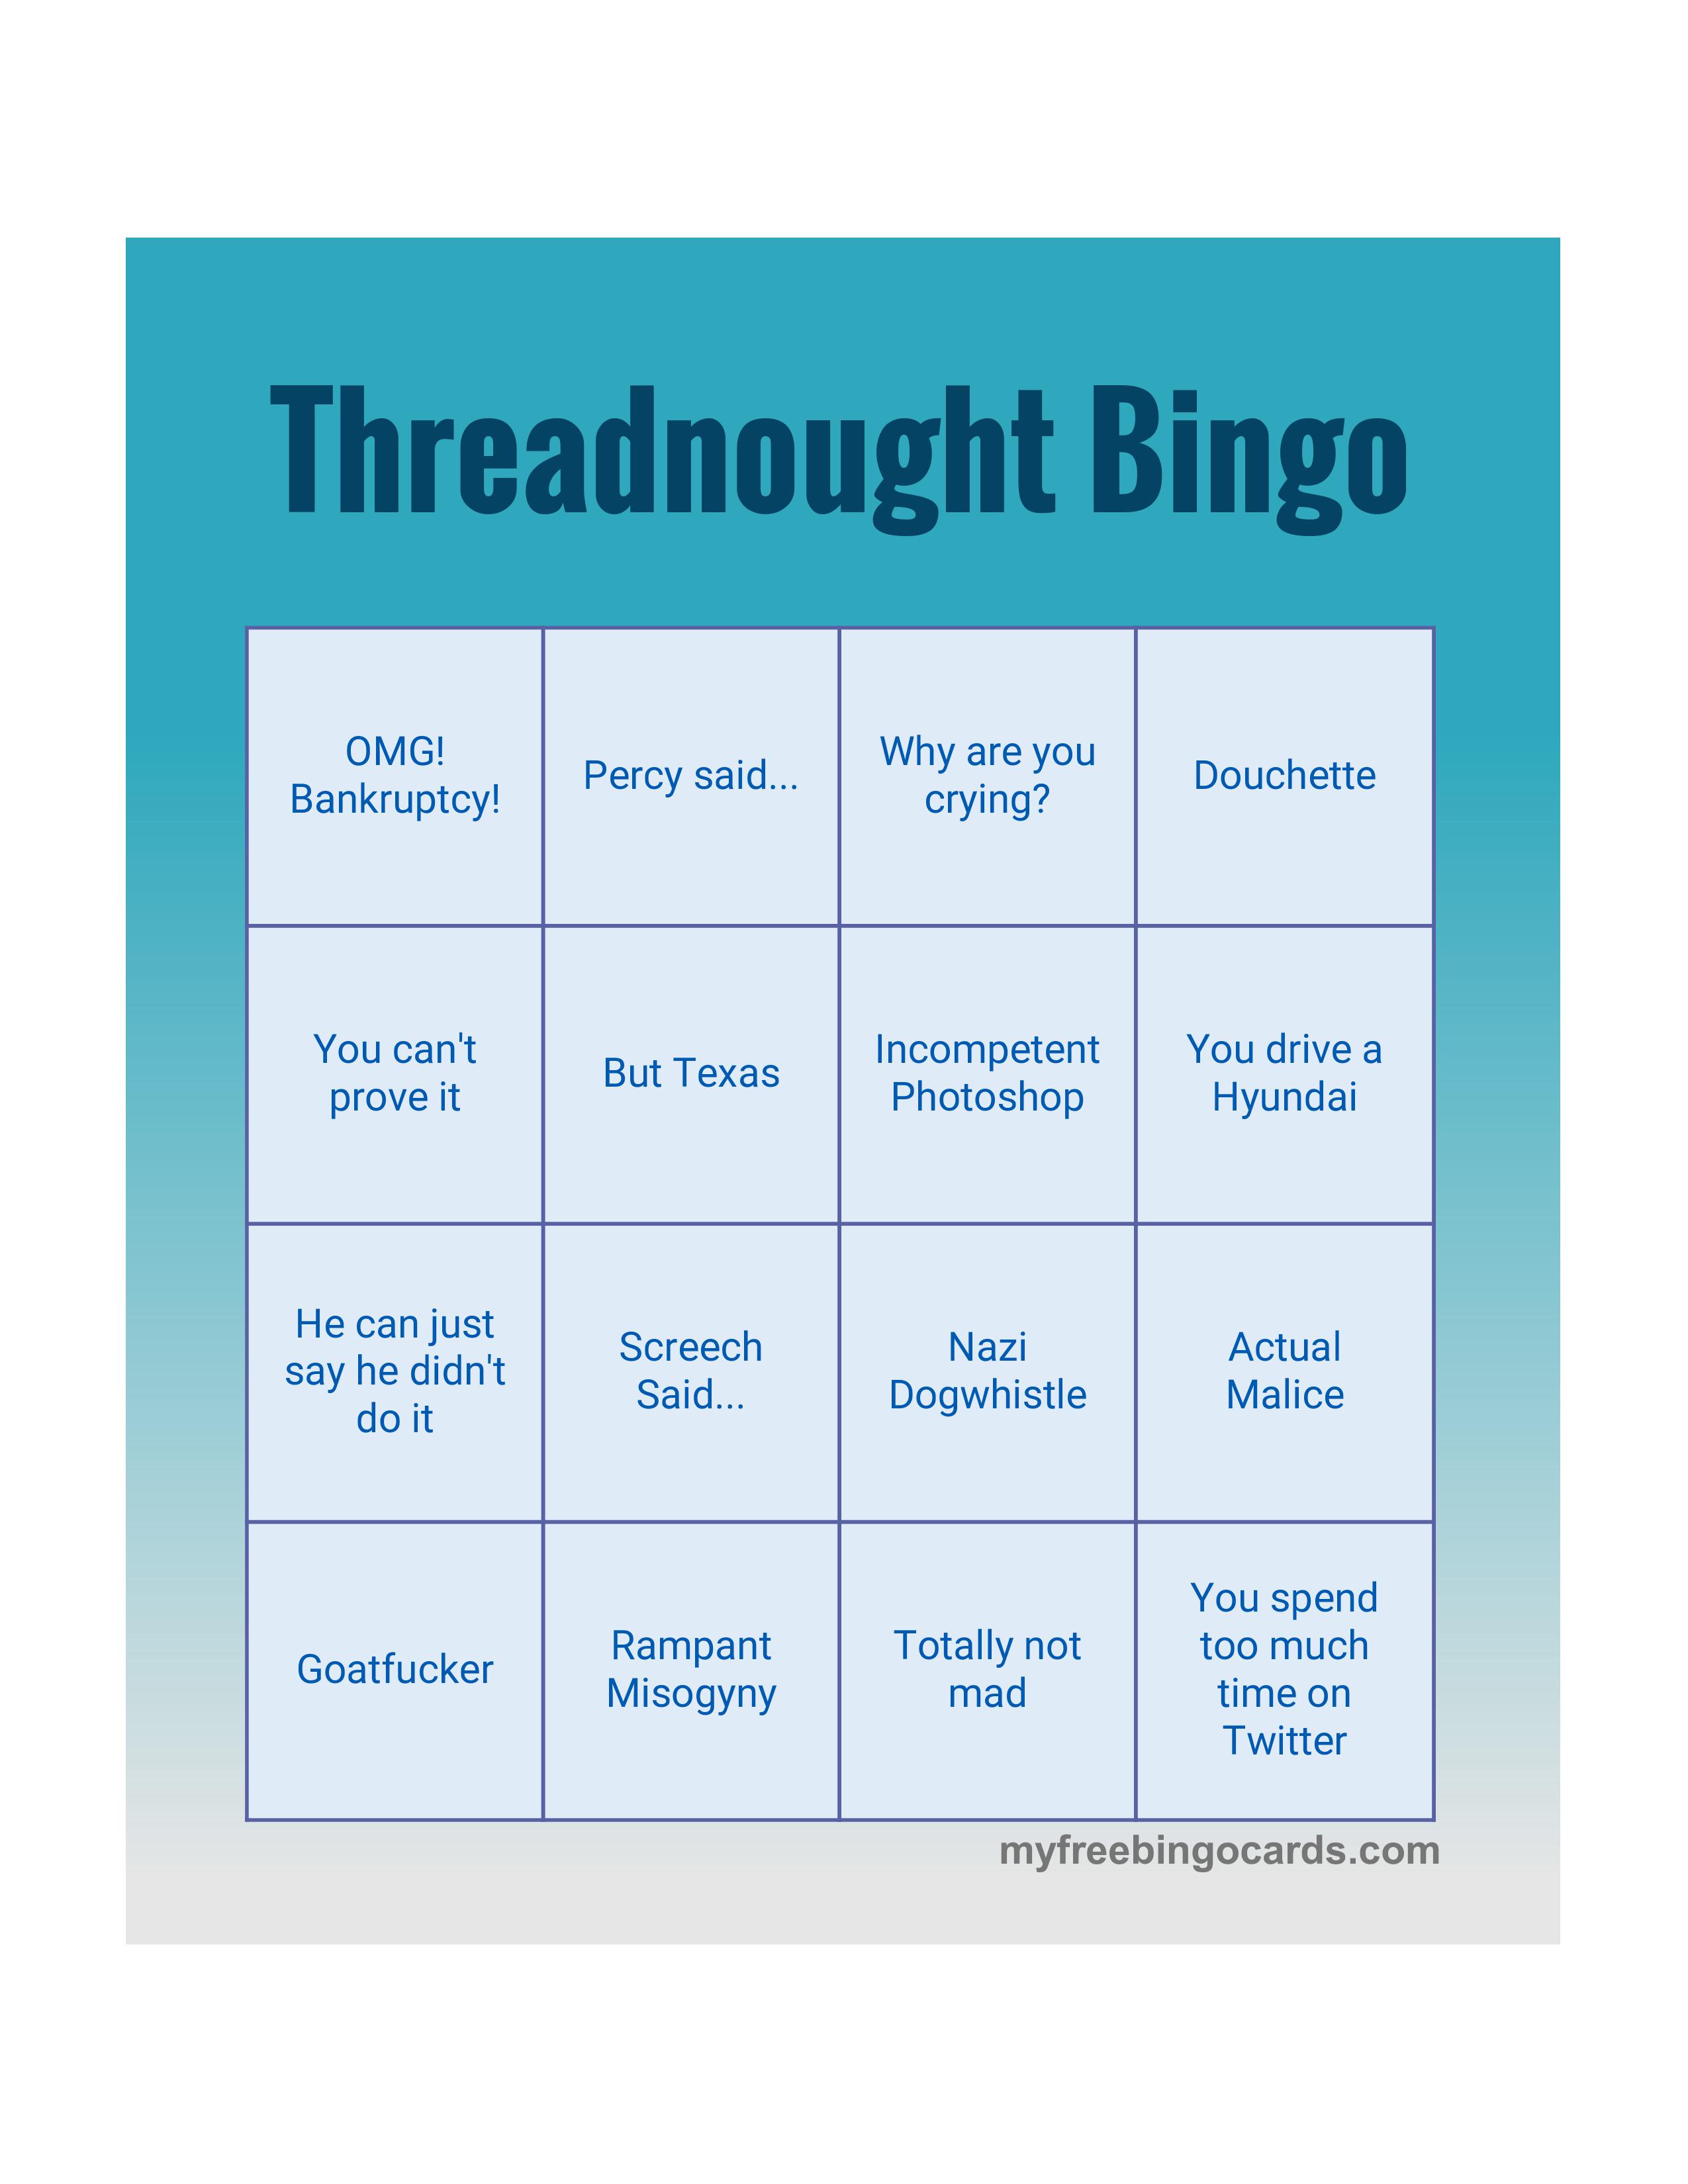 Threadnought Bingo
OMG!
Bankruptcy!
Percy said...
Why are you
crying?
Douchette
You can't
prove it
But Texas
Incompetent
Photoshop
You drive a
Hyundai
He can just
say he didn't
do it
Screech
Said...
Nazi
Dogwhistle
Actual
Malice
Goatfucker
Rampant
Misogyny
Totally not
mad
You spend
too much
time on
Twitter
myfreebingocards.com